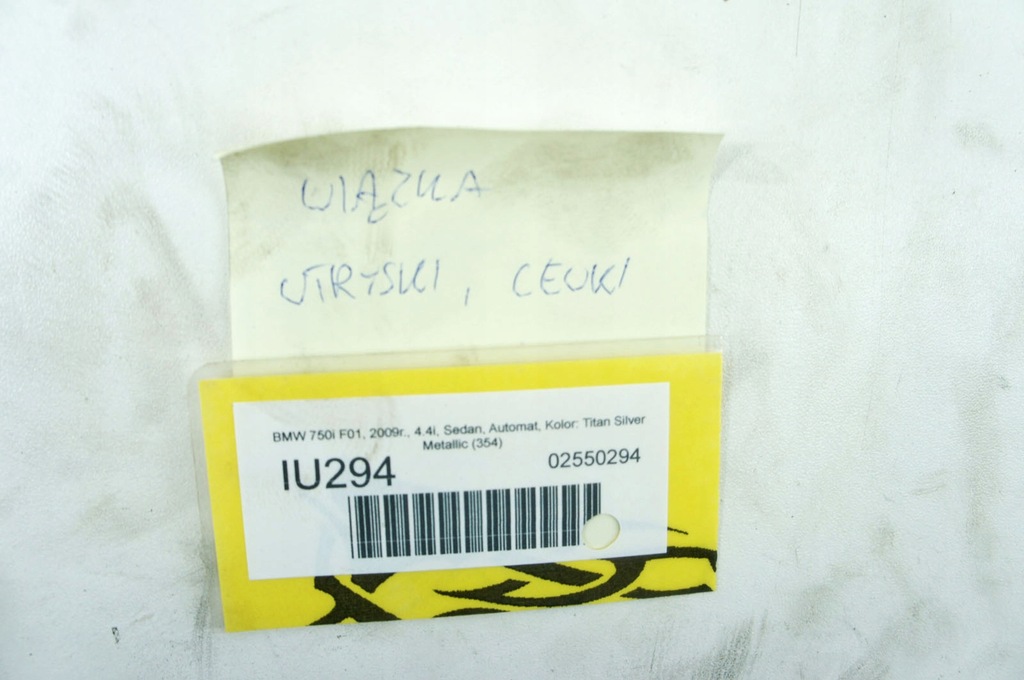 WIĄZKA
WTRYSKI, CEWKI
BMW 750i F01, 2009r., 4.4i, Sedan, Automat, Kolor: Titan Silver
Metallic (354)
IU294
02550294